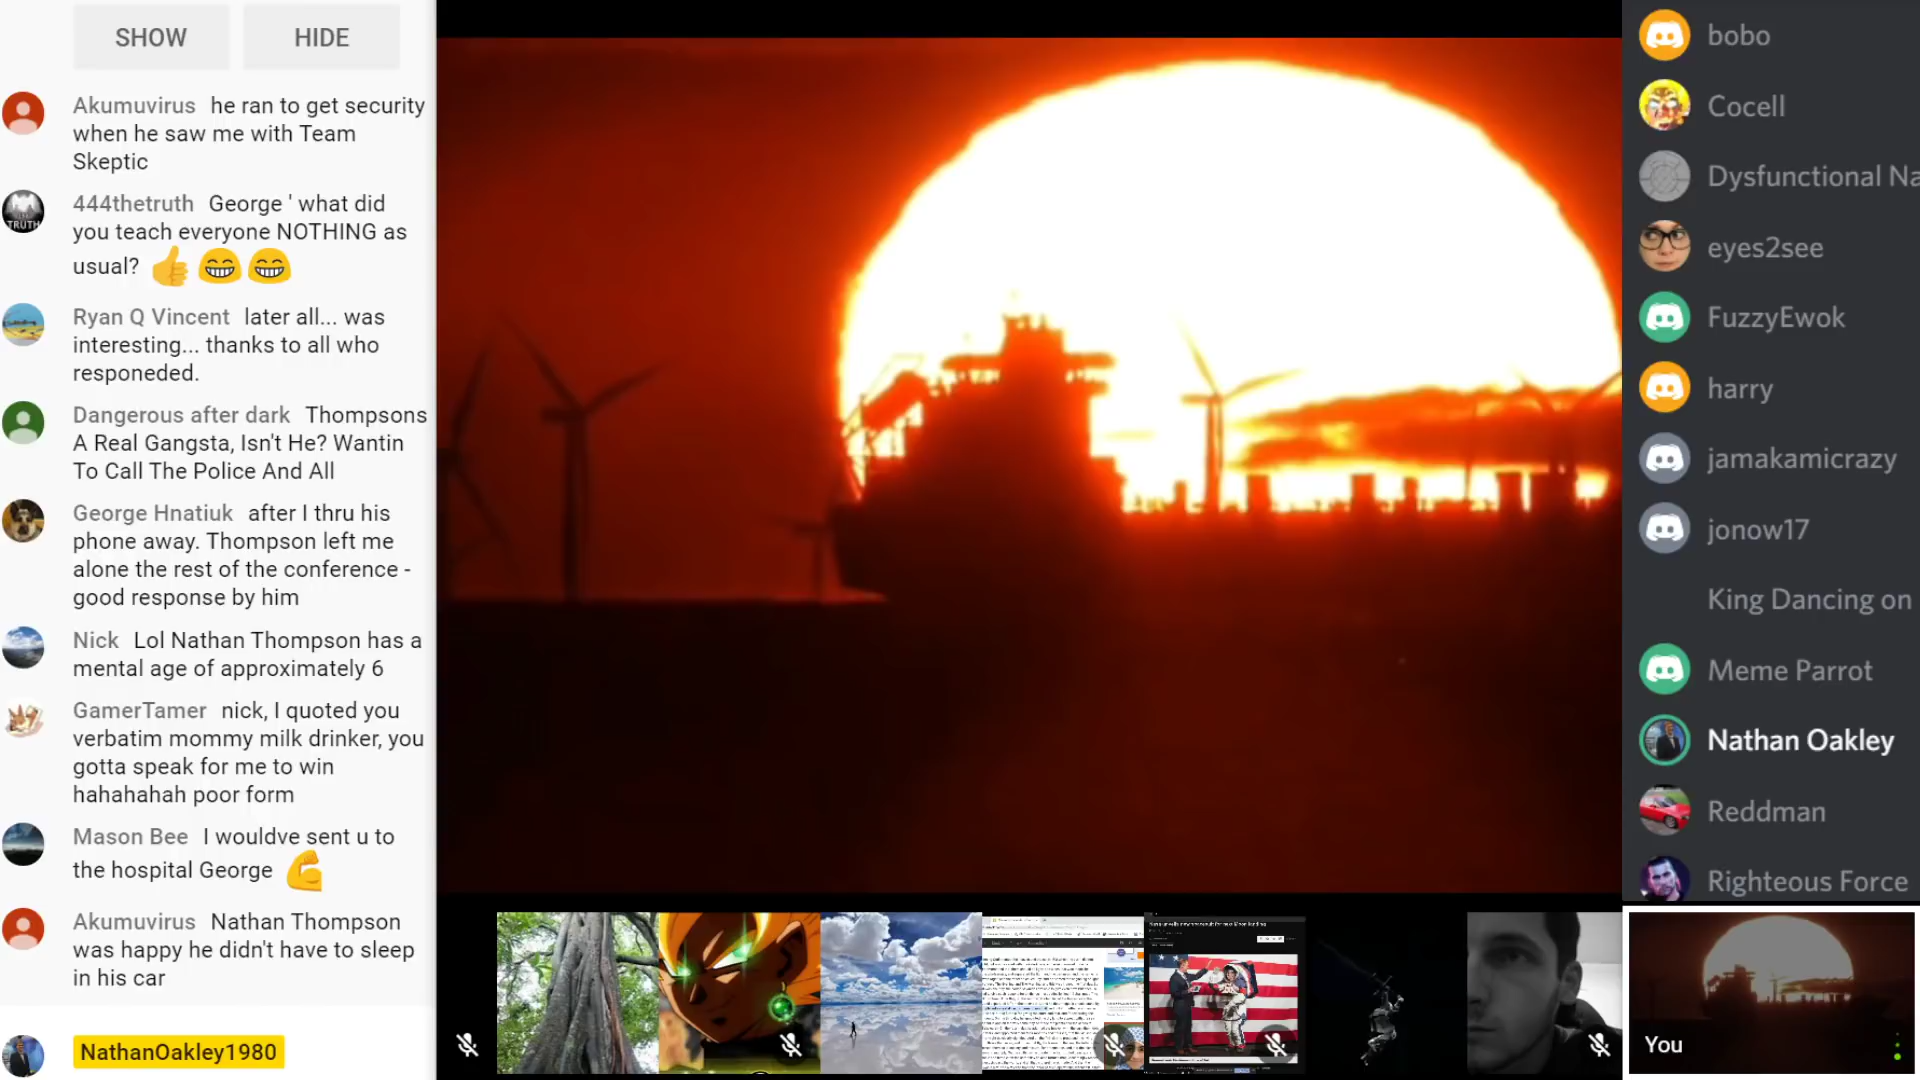 SHOW HIDE
Akumuvirus he ran to get security
when he saw me with Team
Skeptic
444thetruth George ' what did
you teach everyone NOTHING as
usual?
Ryan Q Vincent later all... was
interesting... thanks to all who
responeded.
Dangerous after dark Thompsons
A Real Gangsta, Isn't He? Wantin
To Call The Police And All
George Hnatiuk after I thru his
phone away. Thompson left me
alone the rest of the conference -
good response by him
Nick Lol Nathan Thompson has a
mental age of approximately 6
GamerTamer nick, I quoted you
verbatim mommy milk drinker, you
gotta speak for me to win
hahahahah poor form
Mason Bee I wouldve sent u to
the hospital George
Akumuvirus Nathan Thompson
was happy he didn't have to sleep
in his car
NathanOakley1980
TRUTH
bobo
Cocell
Dysfunctional Na
eyes2see
FuzzyEwok
harry
jamakamicrazy
jonow17
King Dancing on
Meme Parrot
Nathan Oakley
Reddman
Righteous Force
You